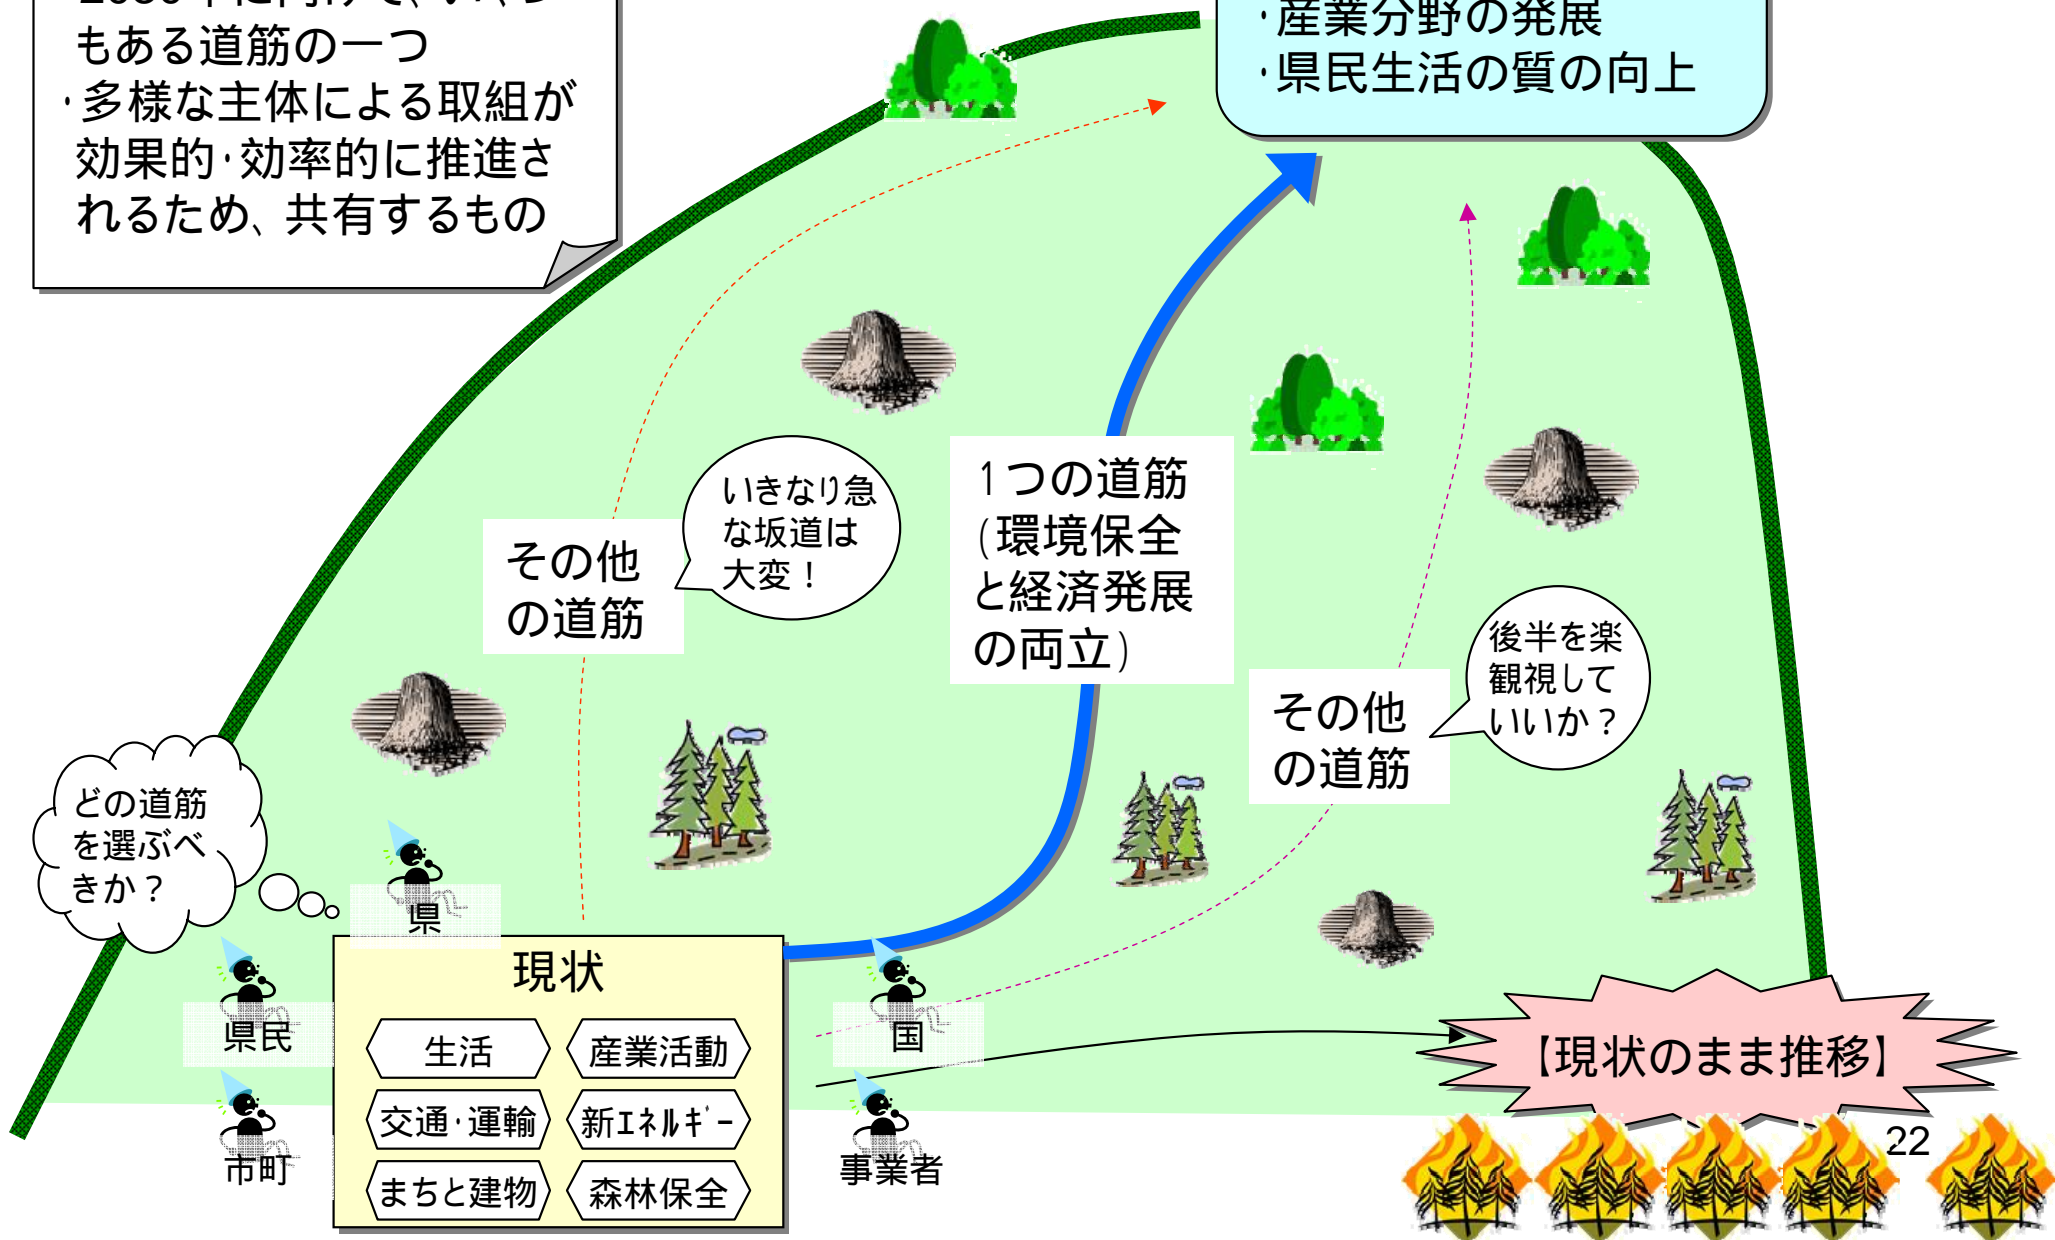 もある道筋の一つ
・多様な主体による取組が
効果的・効率的に推進さ
れるため、共有するもの
・産業分野の発展
・県民生活の質の向上
いきなり急
な坂道は
大変！
その他
の道筋
1つの道筋
(環境保全
と経済発展
の両立)
後半を楽
観視して
いいか？
その他
の道筋
どの道筋
を選ぶべ
きか？
県
県民
市町
現状
生活
産業活動
交通・運輸
新ｴﾈﾙｷﾞｰ
まちと建物
森林保全
国
事業者
【現状のまま推移】
22